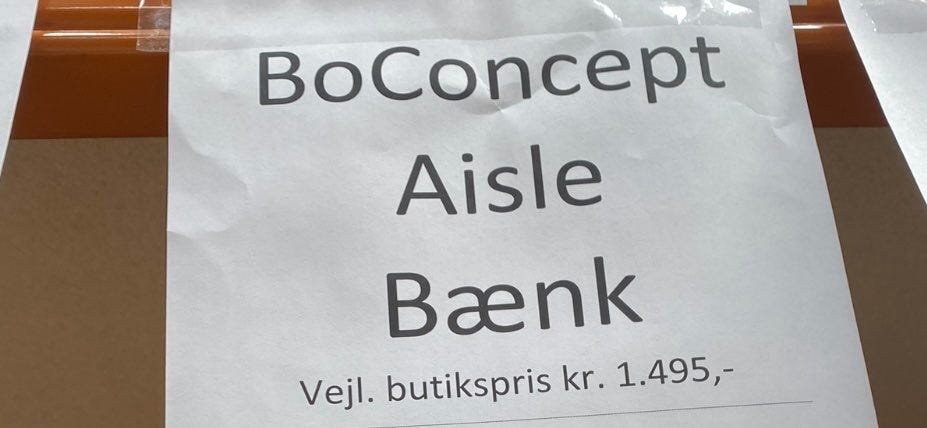 BoConcept
Aisle
Bænk
Vejl. butikspris kr. 1.495,-